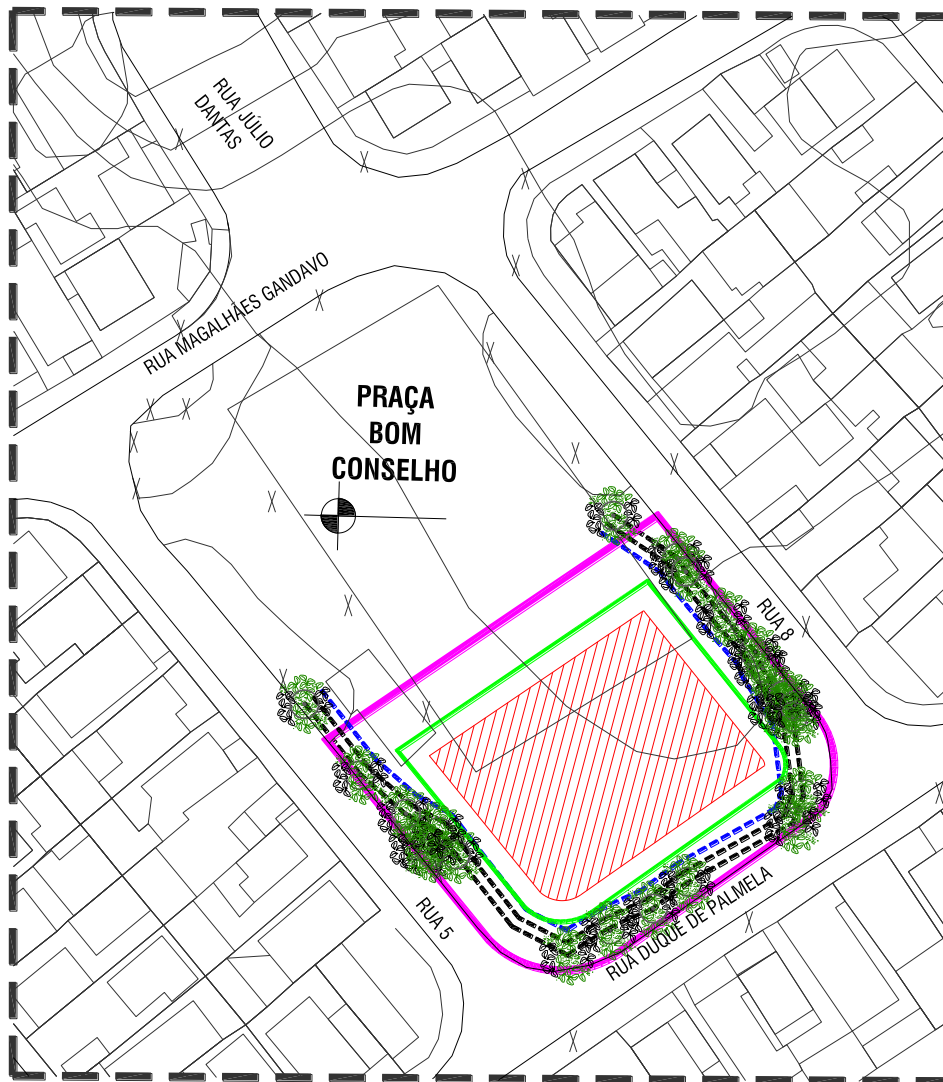 RUA JÚLIO
DANTAS
RUA MAGALHÃES GANDAVO
PRAÇA
BOM
CONSELHO
RUA 8
RUA 5
RUA DUQUE DE PALMELA